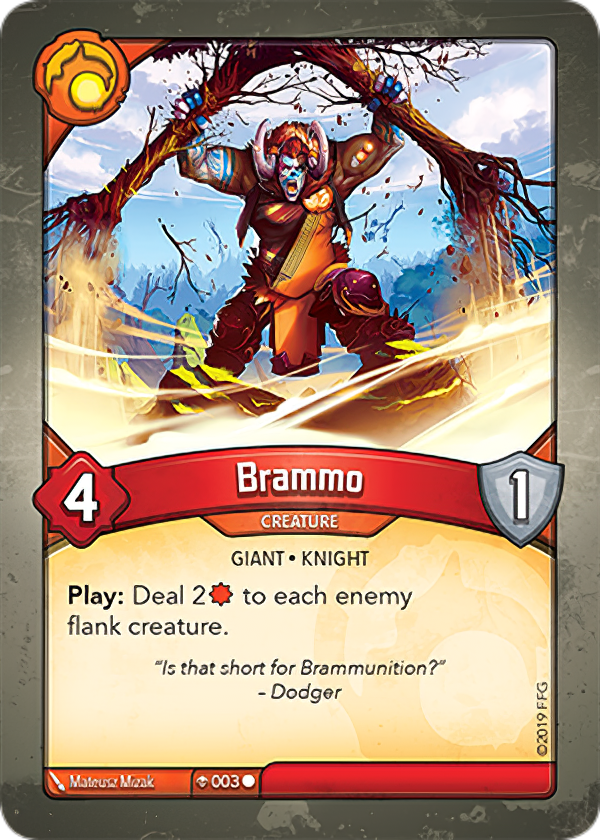 Brammo
4
1
CREATURE
GIANT • KNIGHT
Play: Deal 2 to each enemy
flank creature.
"Is that short for Brammunition?"
– Dodger
©2019 FFG
Mateusz Mizak
003